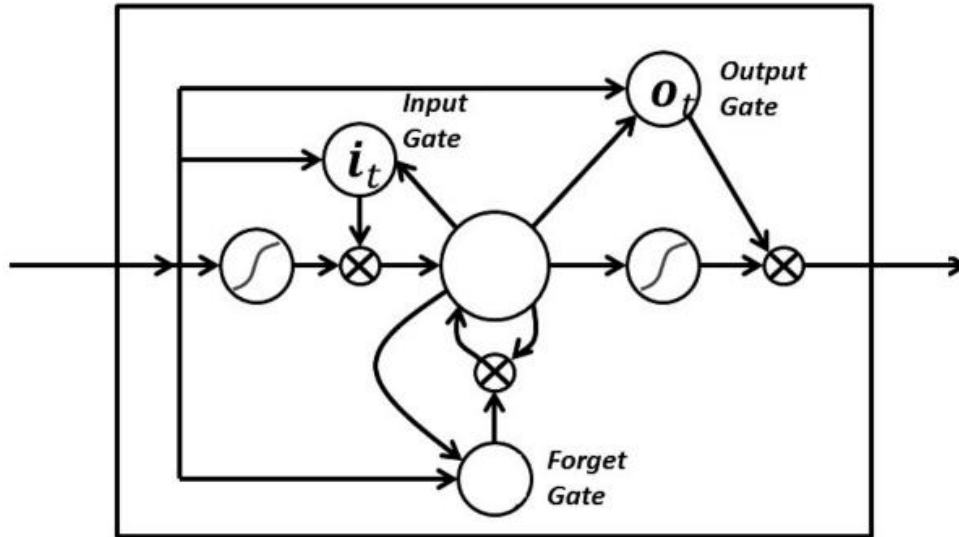 Input
Gate
i_t
o_t
Output
Gate
Forget
Gate